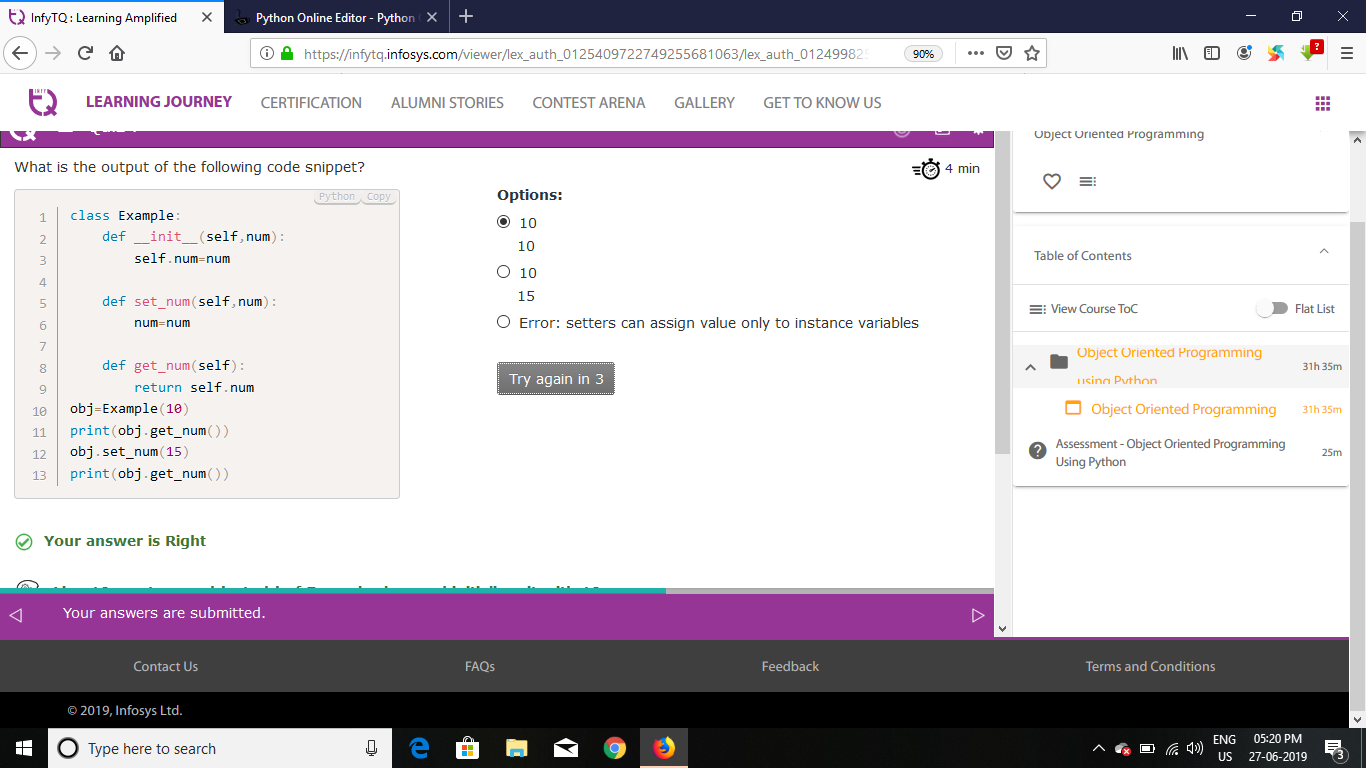 InfyTQ : Learning Amplified
Python Online Editor - Python
https://infytq.infosys.com/viewer/lex_auth_0125409722749255681063/lex_auth_01249982
90%
?
INFY
TQ
LEARNING JOURNEY
CERTIFICATION
ALUMNI STORIES
CONTEST ARENA
GALLERY
GET TO KNOW US
What is the output of the following code snippet?
4 min
Python Copy
1 class Example:
2 def __init__(self,num):
3 self.num=num
4
5 def set_num(self,num):
6 num=num
7
8 def get_num(self):
9 return self.num
10 obj=Example(10)
11 print(obj.get_num())
12 obj.set_num(15)
13 print(obj.get_num())
Options:
10
10
10
15
Error: setters can assign value only to instance variables
Try again in 3
Your answer is Right
Your answers are submitted.
Object Oriented Programming
Table of Contents
View Course ToC
Flat List
Object Oriented Programming
using Python
31h 35m
Object Oriented Programming
31h 35m
Assessment - Object Oriented Programming
Using Python
25m
Contact Us
FAQs
Feedback
Terms and Conditions
© 2019, Infosys Ltd.
Type here to search
ENG
US
05:20 PM
27-06-2019
3